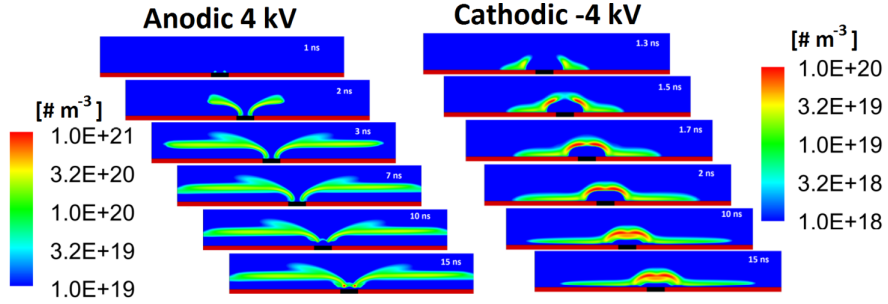 Anodic 4 kV
Cathodic -4 kV
1 ns
2 ns
3 ns
7 ns
10 ns
15 ns
1.3 ns
1.5 ns
1.7 ns
2 ns
10 ns
15 ns
[# m-3]
1.0E+21
3.2E+20
1.0E+20
3.2E+19
1.0E+19
[# m-3]
1.0E+20
3.2E+19
1.0E+19
3.2E+18
1.0E+18